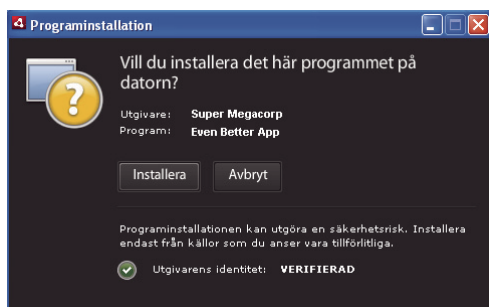 Programinstallation
Vill du installera det här programmet på
datorn?
Utgivare: Super Megacorp
Program: Even Better App
Installera Avbryt
Programinstallationen kan utgöra en säkerhetsrisk. Installera
endast från källor som du anser vara tillförlitliga.
Utgivarens identitet: VERIFIERAD